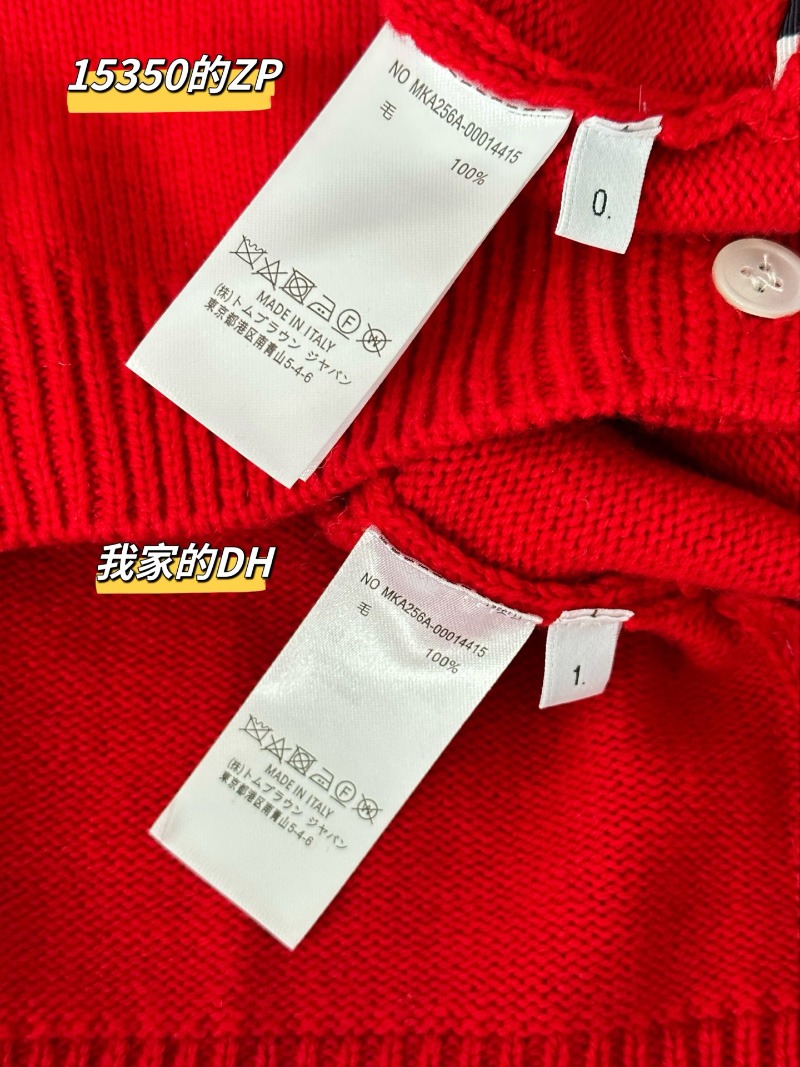 15350的ZP
NO MKA256A-00014415
毛
100%
0.
MADE IN ITALY
(株)トムブラウン ジャパン
東京都港区南青山5-4-6
我家的DH
NO MKA256A-00014415
毛
100%
1.
MADE IN ITALY
(株)トムブラウン ジャパン
東京都港区南青山5-4-6